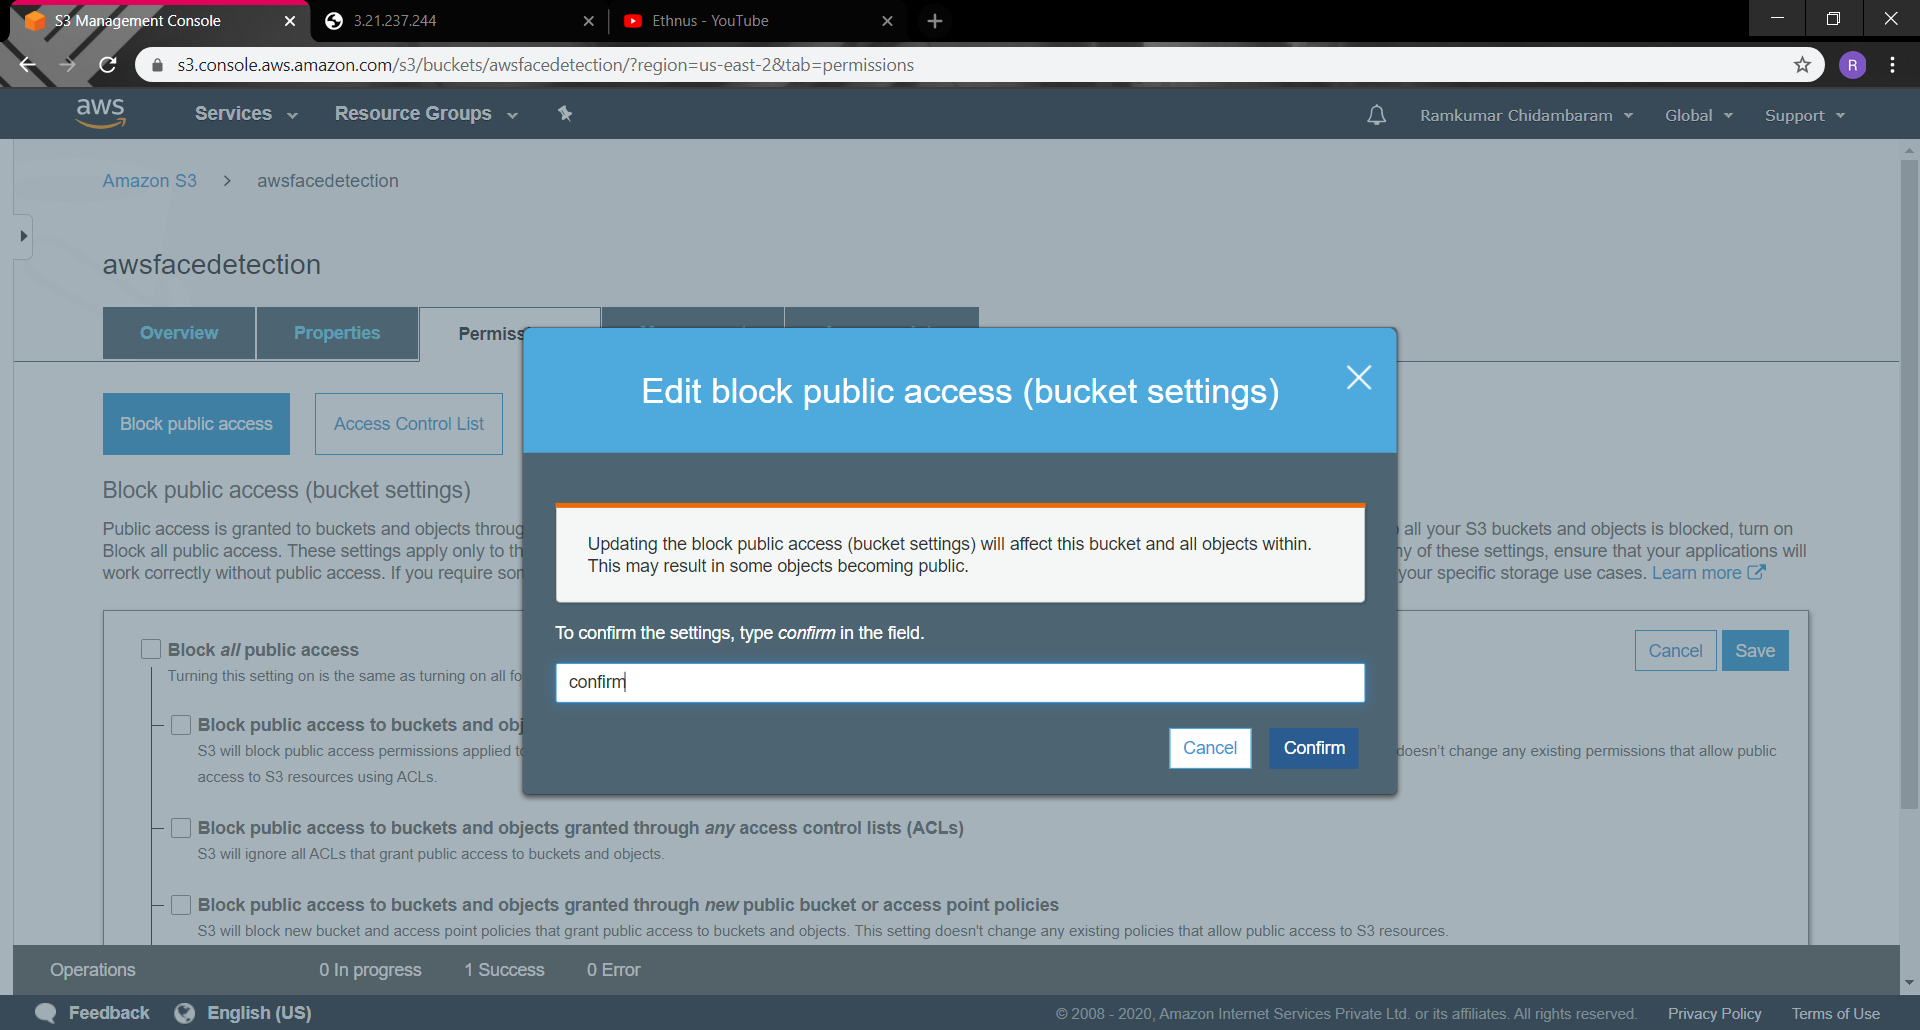 S3 Management Console
3.21.237.244
Ethnus - YouTube
s3.console.aws.amazon.com/s3/buckets/awsfacedetection/?region=us-east-2&tab=permissions
R
aws
Services
Resource Groups
Ramkumar Chidambaram
Global
Support
Amazon S3 > awsfacedetection
awsfacedetection
Overview
Properties
Permiss
Edit block public access (bucket settings)
Block public access
Access Control List
Block public access (bucket settings)
Public access is granted to buckets and objects throug
all your S3 buckets and objects is blocked, turn on
Block all public access. These settings apply only to th
ny of these settings, ensure that your applications will
work correctly without public access. If you require son
your specific storage use cases. Learn more
Updating the block public access (bucket settings) will affect this bucket and all objects within.
This may result in some objects becoming public.
To confirm the settings, type confirm in the field.
confirm
Cancel
Confirm
Block all public access
Cancel
Save
Turning this setting on is the same as turning on all fo
Block public access to buckets and obj
S3 will block public access permissions applied to
doesn't change any existing permissions that allow public
access to S3 resources using ACLs.
Block public access to buckets and objects granted through any access control lists (ACLs)
S3 will ignore all ACLs that grant public access to buckets and objects.
Block public access to buckets and objects granted through new public bucket or access point policies
S3 will block new bucket and access point policies that grant public access to buckets and objects. This setting doesn't change any existing policies that allow public access to S3 resources.
Operations
0 In progress
1 Success
0 Error
Feedback
English (US)
© 2008 - 2020, Amazon Internet Services Private Ltd. or its affiliates. All rights reserved.
Privacy Policy
Terms of Use